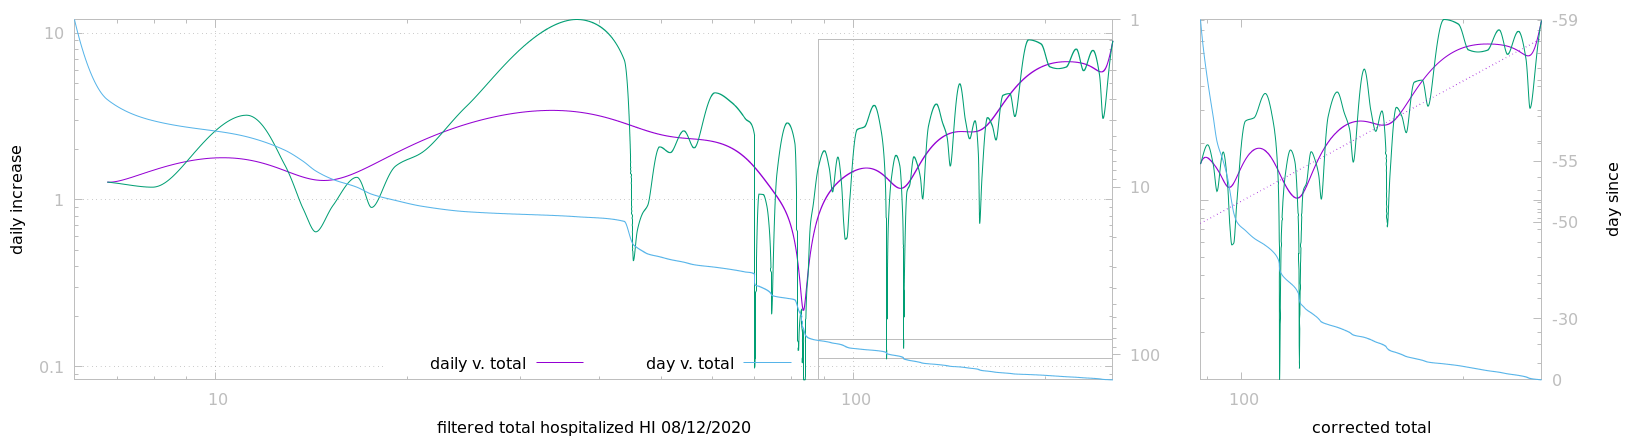 10
1
0.1
daily increase
1
10
100
daily v. total
day v. total
10
100
filtered total hospitalized HI 08/12/2020
-59
-55
-50
-30
0
day since
100
corrected total